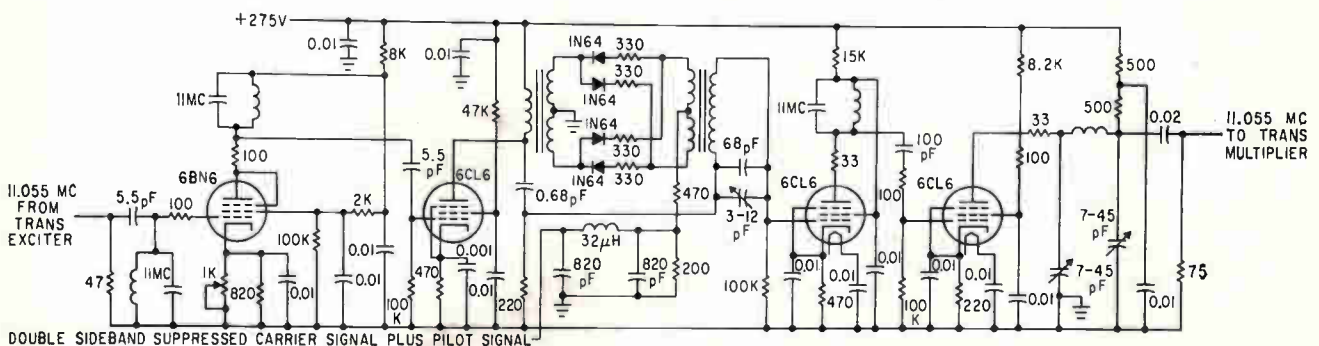 +275V
0.01
8K
0.01
11MC
100
6BN6
11.055 MC
FROM
TRANS
EXCITER
5.5pF
100
47
11MC
1K
820
0.01
100K
0.01
2K
0.01
5.5
pF
47K
6CL6
100
K
470
0.001
0.01
220
0.68pF
1N64
330
330
1N64
1N64
330
1N64
330
470
32µH
820
pF
820
pF
200
68pF
3-12
pF
100K
15K
11MC
33
6CL6
0.01
470
0.01
0.01
100
pF
100
100
K
8.2K
6CL6
100
0.01
220
0.01
0.01
33
500
500
7-45
pF
7-45
pF
0.02
0.01
75
11.055 MC
TO TRANS
MULTIPLIER
DOUBLE SIDEBAND SUPPRESSED CARRIER SIGNAL PLUS PILOT SIGNAL